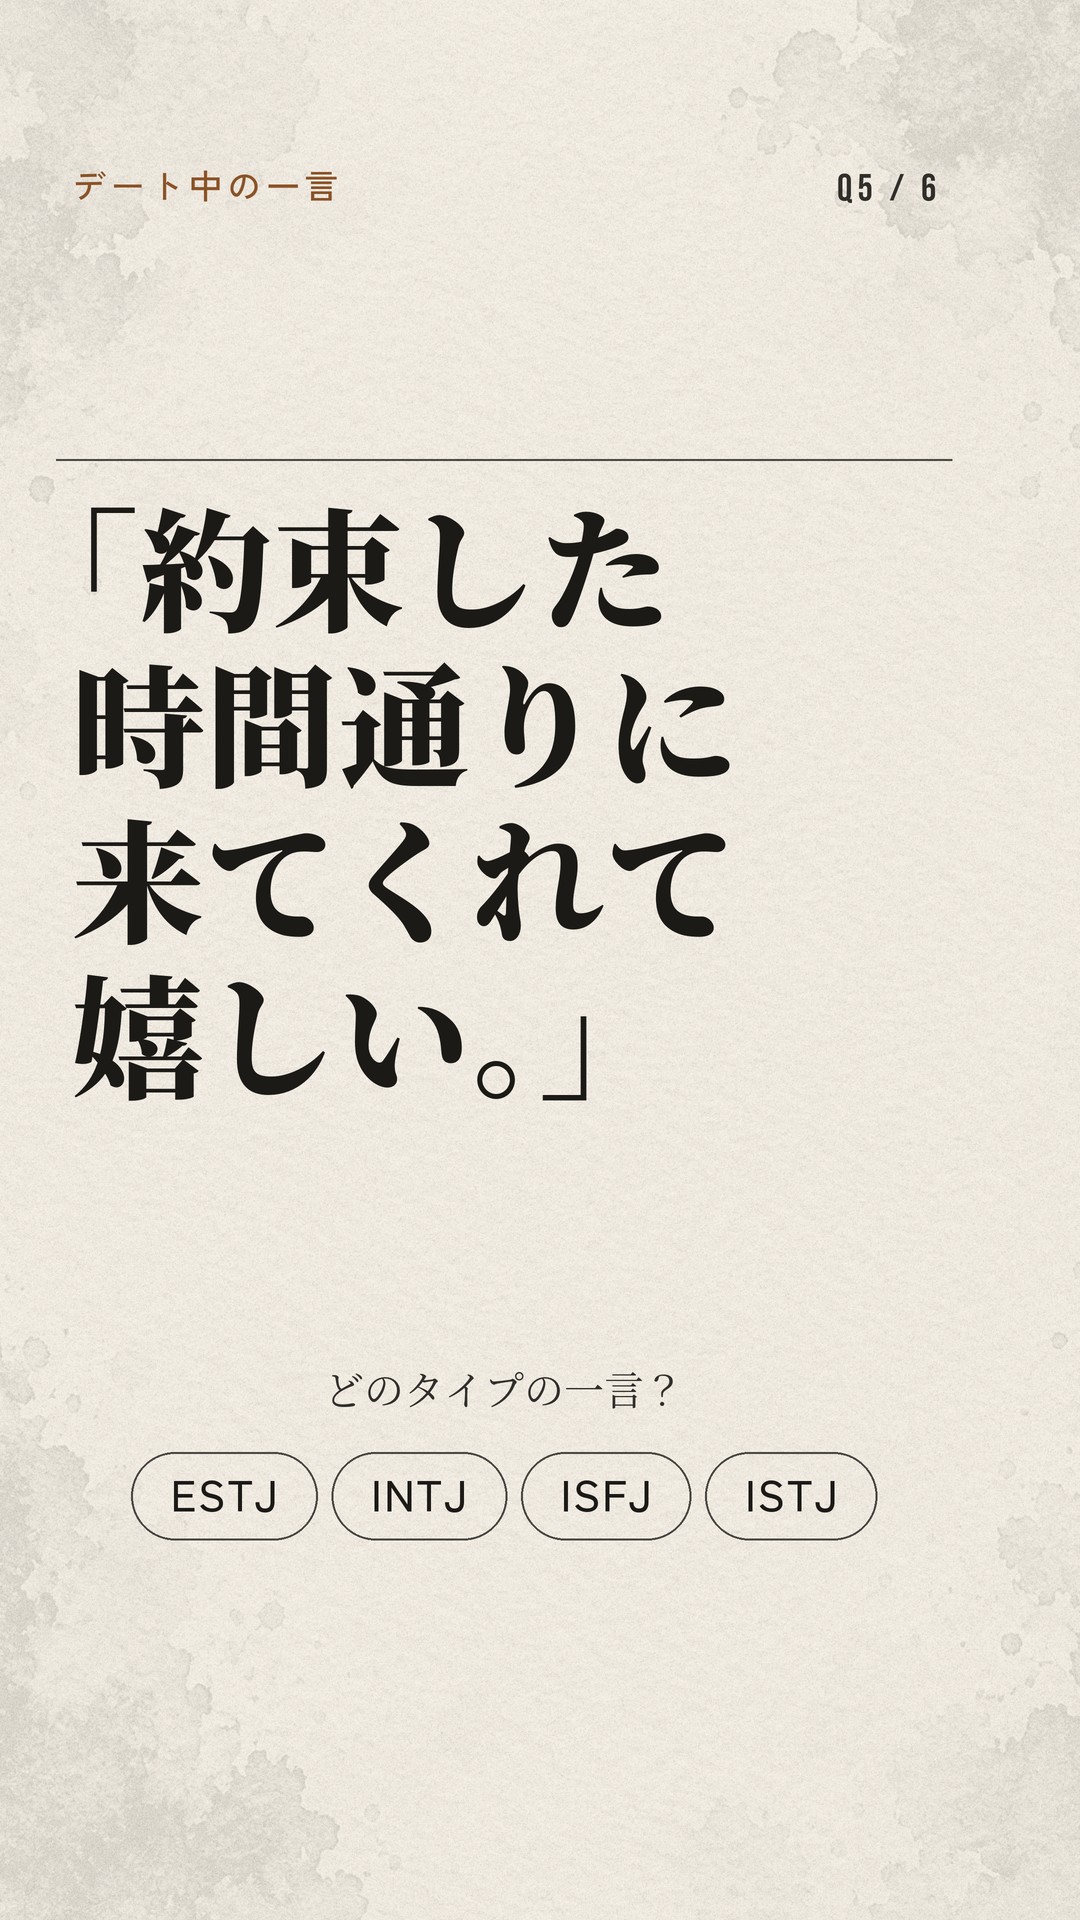 デート中の一言
Q5 / 6
「約束した
時間通りに
来てくれて
嬉しい。」
どのタイプの一言？
ESTJ INTJ ISFJ ISTJ